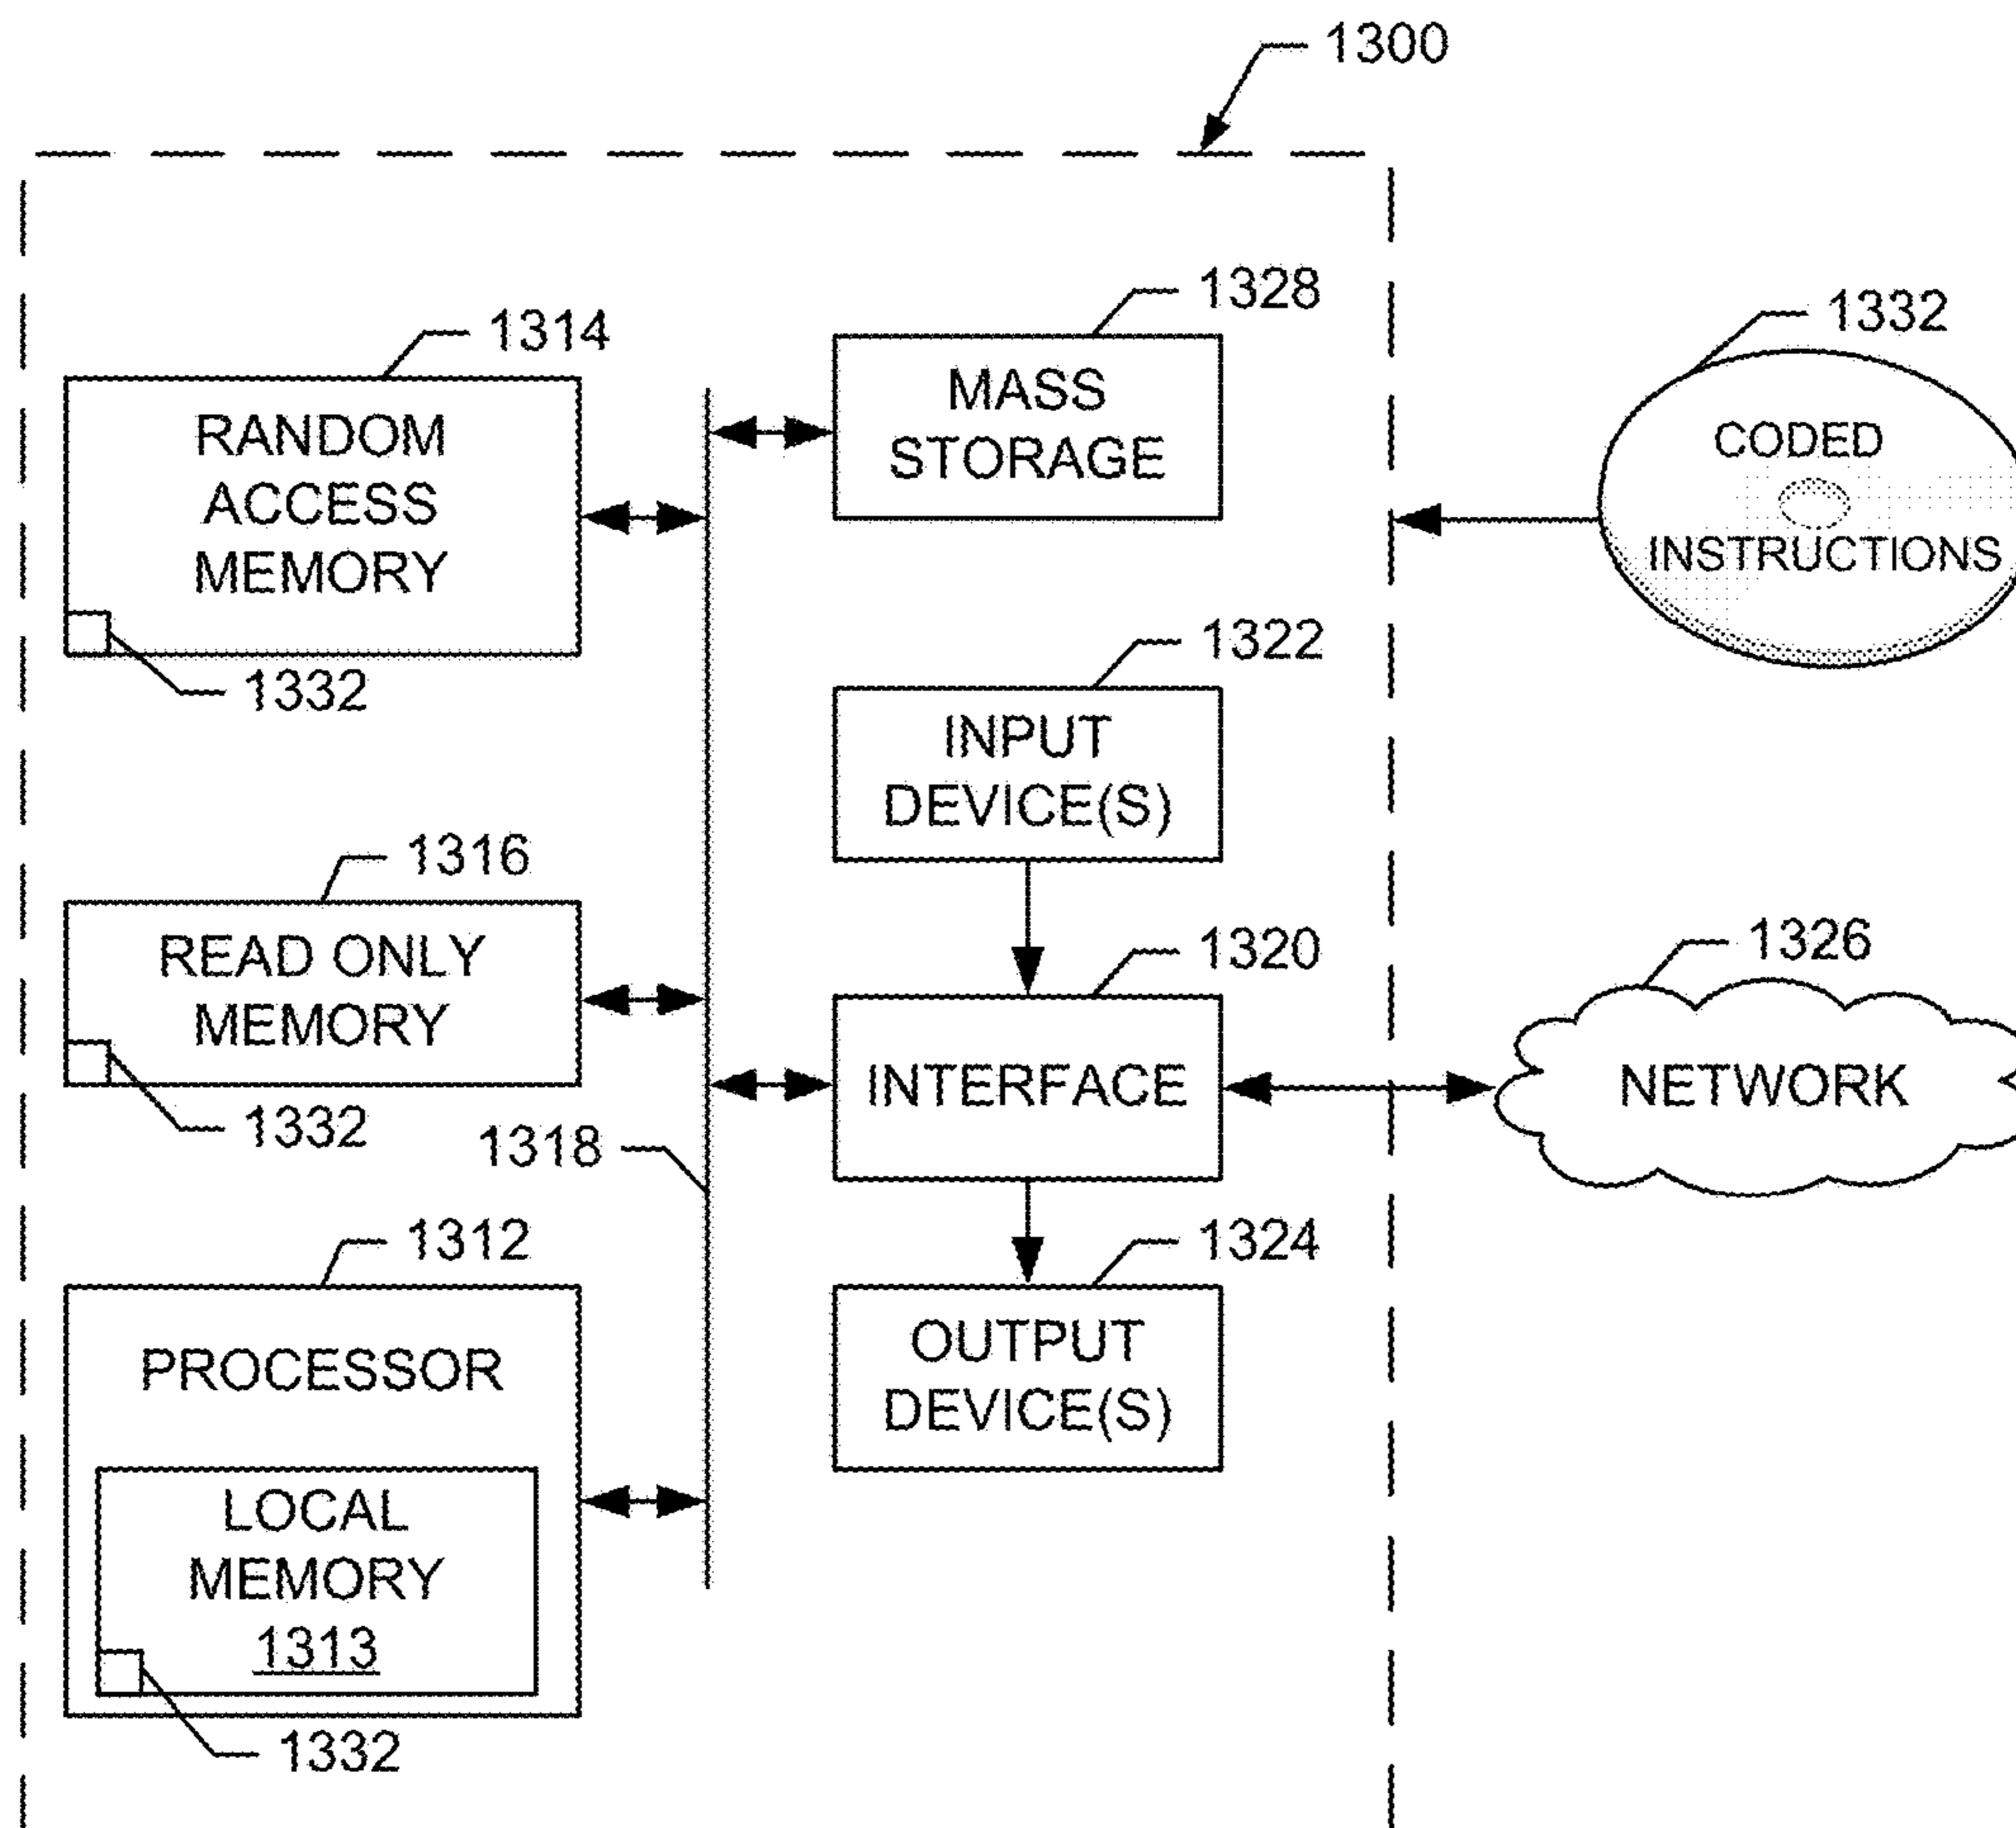 1300
1328
1332
1314
MASS
STORAGE
RANDOM
ACCESS
MEMORY
CODED
INSTRUCTIONS
1332
1322
INPUT
DEVICE(S)
1316
READ ONLY
MEMORY
1320
1326
INTERFACE
NETWORK
1332
1318
1312
1324
PROCESSOR
OUTPUT
DEVICE(S)
LOCAL
MEMORY
1313
1332